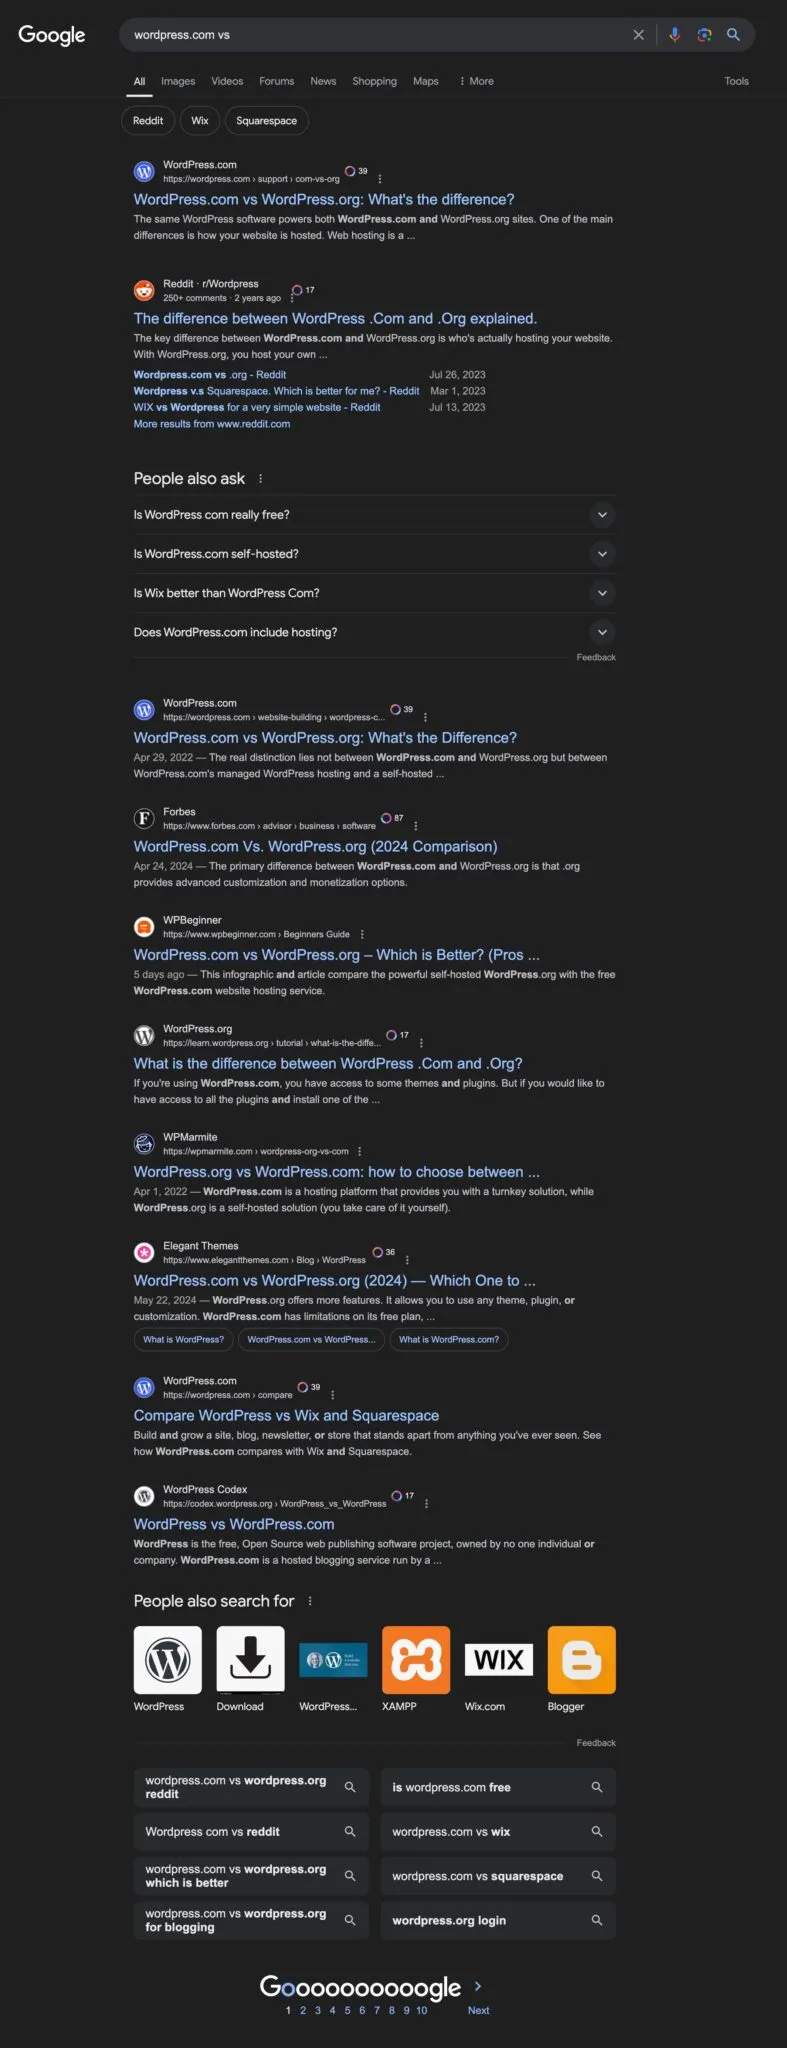 Google
wordpress.com vs
All Images Videos Forums News Shopping Maps More Tools
Reddit Wix Squarespace
WordPress.com
https://wordpress.com › support › com-vs-org 39
WordPress.com vs WordPress.org: What's the difference?
The same WordPress software powers both WordPress.com and WordPress.org sites. One of the main
differences is how your website is hosted. Web hosting is a ...
Reddit · r/Wordpress
250+ comments · 2 years ago 17
The difference between WordPress .Com and .Org explained.
The key difference between WordPress.com and WordPress.org is who's actually hosting your website.
With WordPress.org, you host your own ...
Wordpress.com vs .org - Reddit Jul 26, 2023
Wordpress v.s Squarespace. Which is better for me? - Reddit Mar 1, 2023
WIX vs Wordpress for a very simple website - Reddit Jul 13, 2023
More results from www.reddit.com
People also ask
Is WordPress com really free?
Is WordPress.com self-hosted?
Is Wix better than WordPress Com?
Does WordPress.com include hosting?
Feedback
WordPress.com
https://wordpress.com › website-building › wordpress-c... 39
WordPress.com vs WordPress.org: What's the Difference?
Apr 29, 2022 — The real distinction lies not between WordPress.com and WordPress.org but between
WordPress.com's managed WordPress hosting and a self-hosted ...
Forbes
https://www.forbes.com › advisor › business › software 87
WordPress.com Vs. WordPress.org (2024 Comparison)
Apr 24, 2024 — The primary difference between WordPress.com and WordPress.org is that .org
provides advanced customization and monetization options.
WPBeginner
https://www.wpbeginner.com › Beginners Guide
WordPress.com vs WordPress.org – Which is Better? (Pros ...
5 days ago — This infographic and article compare the powerful self-hosted WordPress.org with the free
WordPress.com website hosting service.
WordPress.org
https://learn.wordpress.org › tutorial › what-is-the-diffe... 17
What is the difference between WordPress .Com and .Org?
If you're using WordPress.com, you have access to some themes and plugins. But if you would like to
have access to all the plugins and install one of the ...
WPMarmite
https://wpmarmite.com › wordpress-org-vs-com
WordPress.org vs WordPress.com: how to choose between ...
Apr 1, 2022 — WordPress.com is a hosting platform that provides you with a turnkey solution, while
WordPress.org is a self-hosted solution (you take care of it yourself).
Elegant Themes
https://www.elegantthemes.com › Blog › WordPress 36
WordPress.com vs WordPress.org (2024) — Which One to ...
May 22, 2024 — WordPress.org offers more features. It allows you to use any theme, plugin, or
customization. WordPress.com has limitations on its free plan, ...
What is WordPress? WordPress.com vs WordPress... What is WordPress.com?
WordPress.com
https://wordpress.com › compare 39
Compare WordPress vs Wix and Squarespace
Build and grow a site, blog, newsletter, or store that stands apart from anything you've ever seen. See
how WordPress.com compares with Wix and Squarespace.
WordPress Codex
https://codex.wordpress.org › WordPress_vs_WordPress 17
WordPress vs WordPress.com
WordPress is the free, Open Source web publishing software project, owned by no one individual or
company. WordPress.com is a hosted blogging service run by a ...
People also search for
WIX
WordPress Download WordPress... XAMPP Wix.com Blogger
Feedback
wordpress.com vs wordpress.org
reddit
is wordpress.com free
Wordpress com vs reddit
wordpress.com vs wix
wordpress.com vs wordpress.org
which is better
wordpress.com vs squarespace
wordpress.com vs wordpress.org
for blogging
wordpress.org login
Goooooooooogle
1 2 3 4 5 6 7 8 9 10 Next